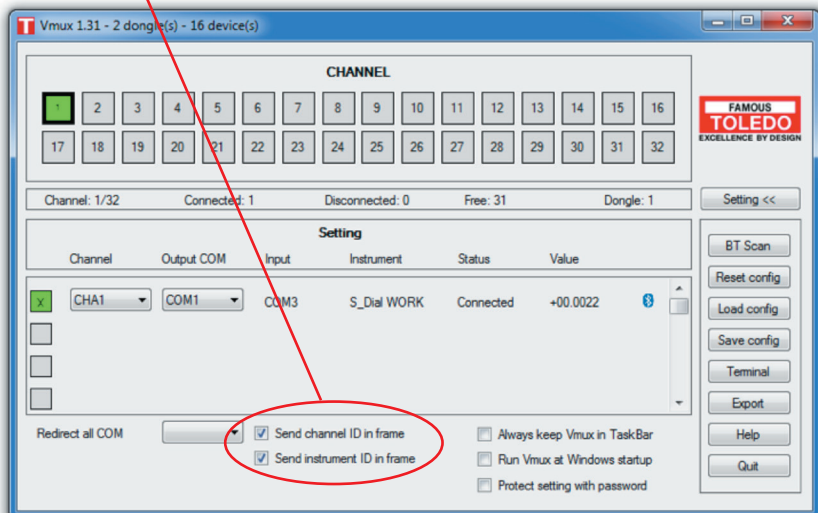 Vmux 1.31 - 2 dongle(s) - 16 device(s)
CHANNEL
1 2 3 4 5 6 7 8 9 10 11 12 13 14 15 16
17 18 19 20 21 22 23 24 25 26 27 28 29 30 31 32
FAMOUS
TOLEDO
EXCELLENCE BY DESIGN
Channel: 1/32 Connected: 1 Disconnected: 0 Free: 31 Dongle: 1
Setting <<
Setting
Channel Output COM Input Instrument Status Value
X CHA1 COM1 COM3 S_Dial WORK Connected +00.0022
Redirect all COM
Send channel ID in frame
Send instrument ID in frame
Always keep Vmux in TaskBar
Run Vmux at Windows startup
Protect setting with password
BT Scan
Reset config
Load config
Save config
Terminal
Export
Help
Quit